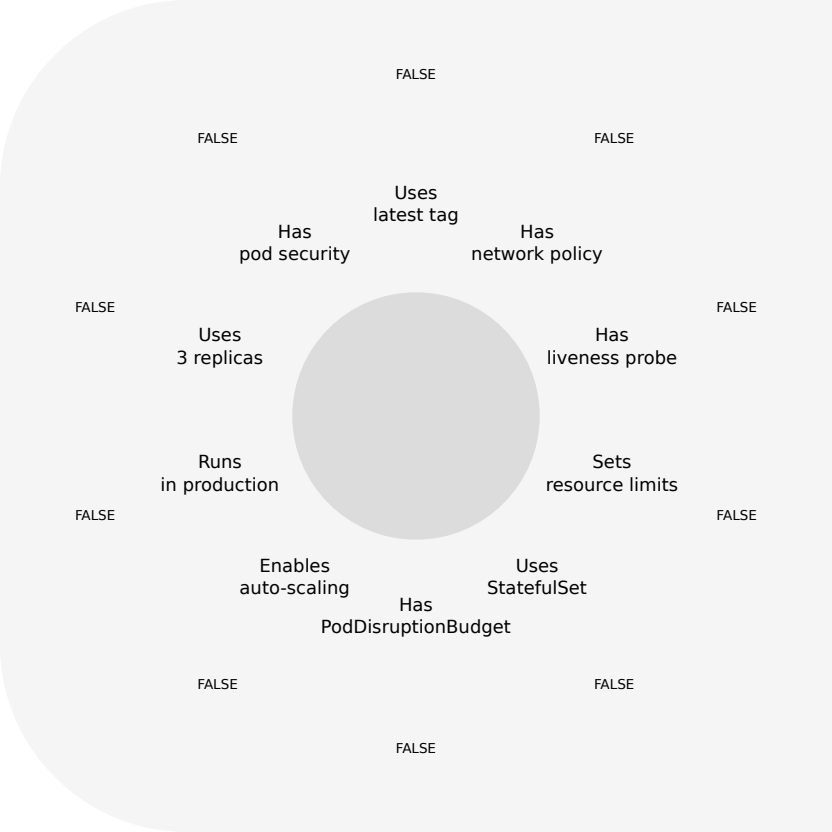 FALSE
FALSE
FALSE
Uses
latest tag
Has
pod security
Has
network policy
FALSE
FALSE
Uses
3 replicas
Has
liveness probe
Runs
in production
Sets
resource limits
FALSE
FALSE
Enables
auto-scaling
Uses
StatefulSet
Has
PodDisruptionBudget
FALSE
FALSE
FALSE